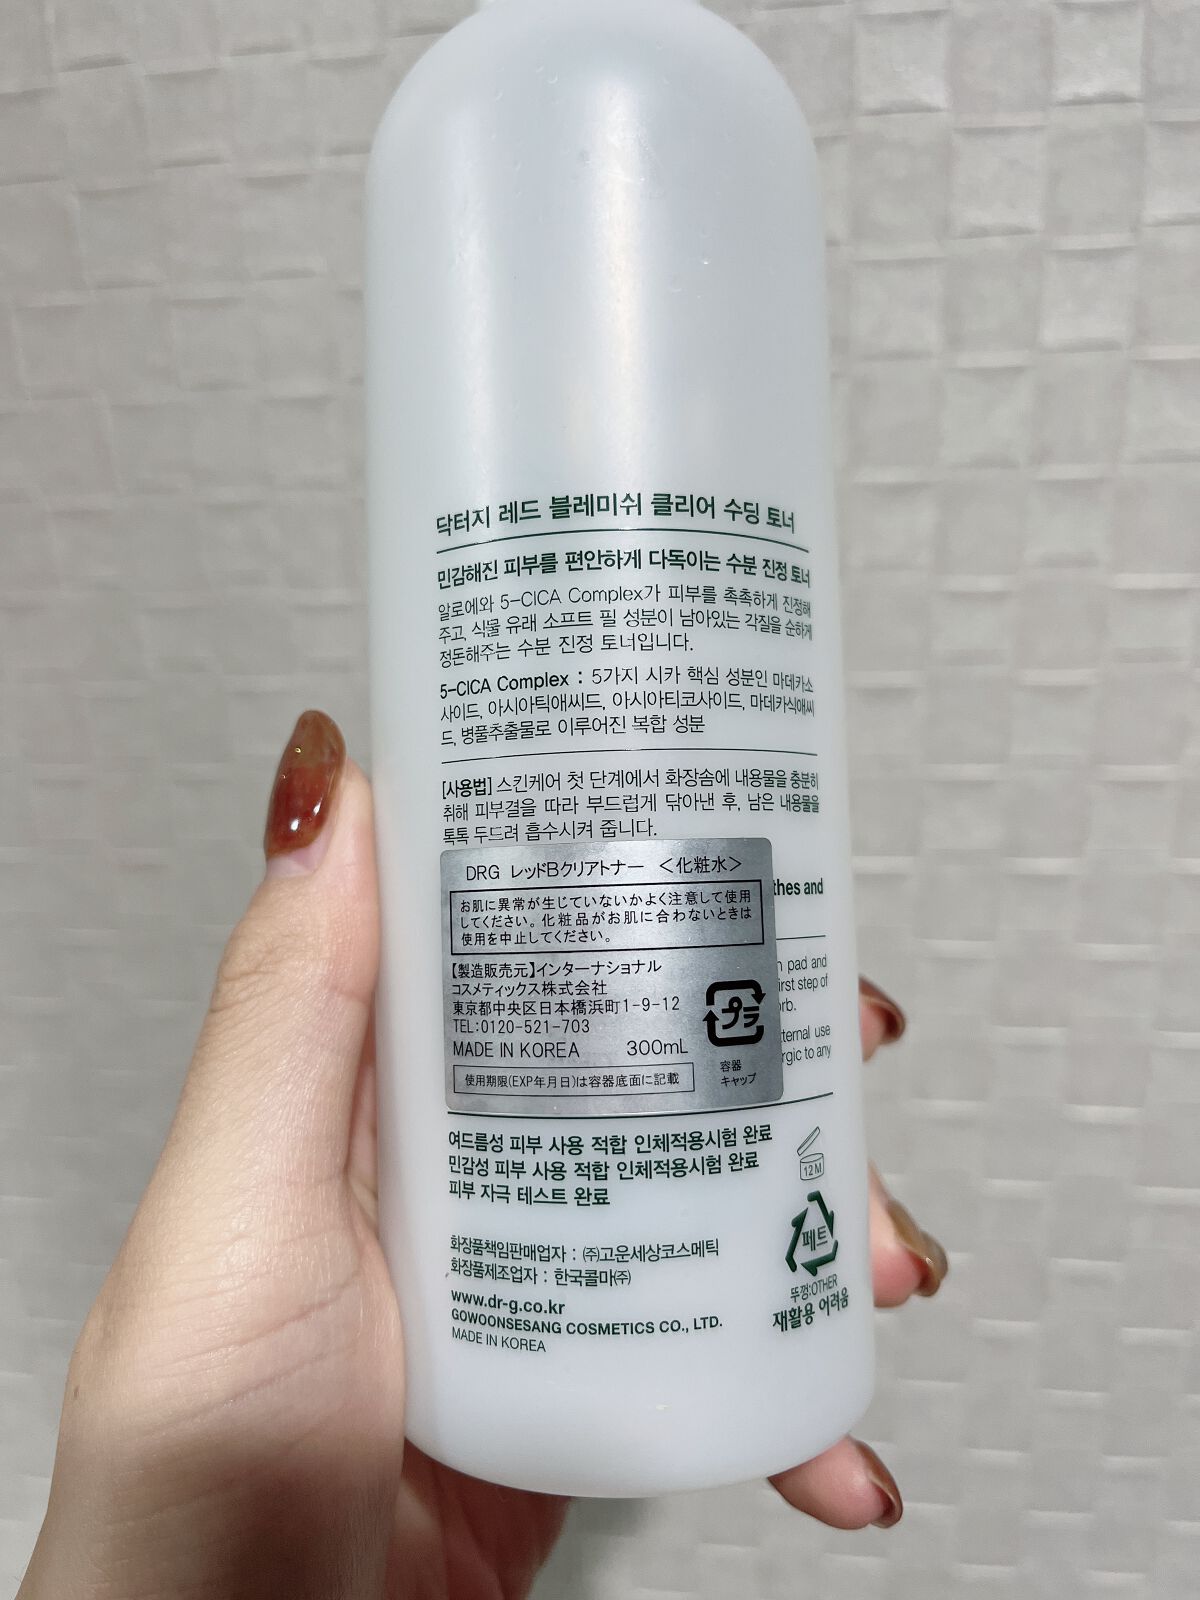 닥터지 레드 블레미쉬 클리어 수딩 토너
민감해진 피부를 편안하게 다독이는 수분 진정 토너
알로에와 5-CICA Complex가 피부를 촉촉하게 진정해
주고, 식물 유래 소프트 필 성분이 남아있는 각질을 순하게
정돈해주는 수분 진정 토너입니다.
5-CICA Complex : 5가지 시카 핵심 성분인 마데카소
사이드, 아시아틱애씨드, 아시아티코사이드, 마데카식애씨
드, 병풀추출물로 이루어진 복합 성분
[사용법] 스킨케어 첫 단계에서 화장솜에 내용물을 충분히
취해 피부결을 따라 부드럽게 닦아낸 후, 남은 내용물을
톡톡 두드려 흡수시켜 줍니다.
DRG レッドBクリアトナー <化粧水>
お肌に異常が生じていないかよく注意して使用
してください。化粧品がお肌に合わないときは
使用を中止してください。
【製造販売元】インターナショナル
コスメティックス株式会社
東京都中央区日本橋浜町1-9-12
TEL:0120-521-703
MADE IN KOREA 300mL
使用期限(EXP年月日)は容器底面に記載
プラ
容器
キャップ
and
pad and
first step of
use
to any
여드름성 피부 사용 적합 인체적용시험 완료
민감성 피부 사용 적합 인체적용시험 완료
피부 자극 테스트 완료
12M
화장품책임판매업자 : ㈜고운세상코스메틱
화장품제조업자 : 한국콜마㈜
www.dr-g.co.kr
GOWOONSESANG COSMETICS CO., LTD.
MADE IN KOREA
페트
뚜껑:OTHER
재활용 어려움